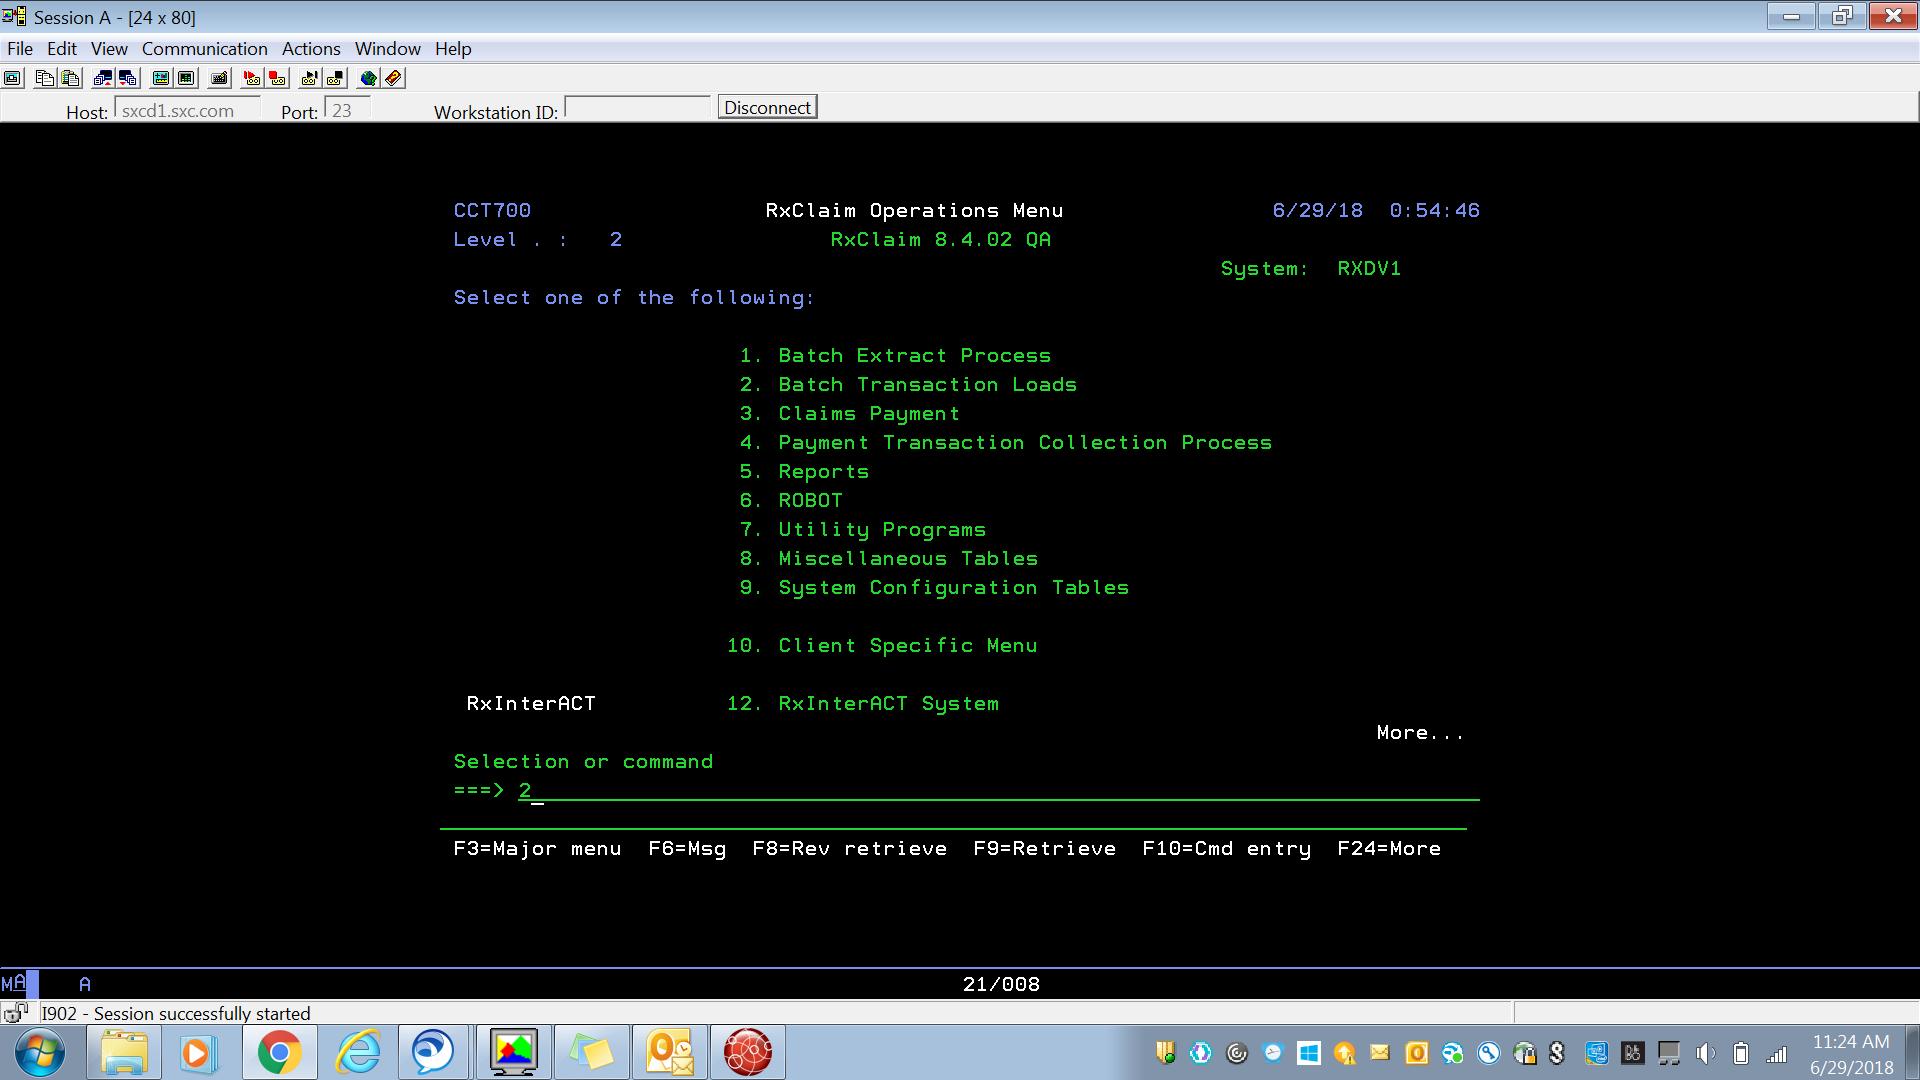 Session A - [24 x 80]
File Edit View Communication Actions Window Help
Host: sxcd1.sxc.com Port: 23 Workstation ID: Disconnect
CCT700 RxClaim Operations Menu 6/29/18 0:54:46
Level . : 2 RxClaim 8.4.02 QA
System: RXDV1
Select one of the following:
1. Batch Extract Process
2. Batch Transaction Loads
3. Claims Payment
4. Payment Transaction Collection Process
5. Reports
6. ROBOT
7. Utility Programs
8. Miscellaneous Tables
9. System Configuration Tables
10. Client Specific Menu
RxInterACT 12. RxInterACT System
More...
Selection or command
===> 2_
F3=Major menu F6=Msg F8=Rev retrieve F9=Retrieve F10=Cmd entry F24=More
MA A 21/008
I902 - Session successfully started
11:24 AM
6/29/2018